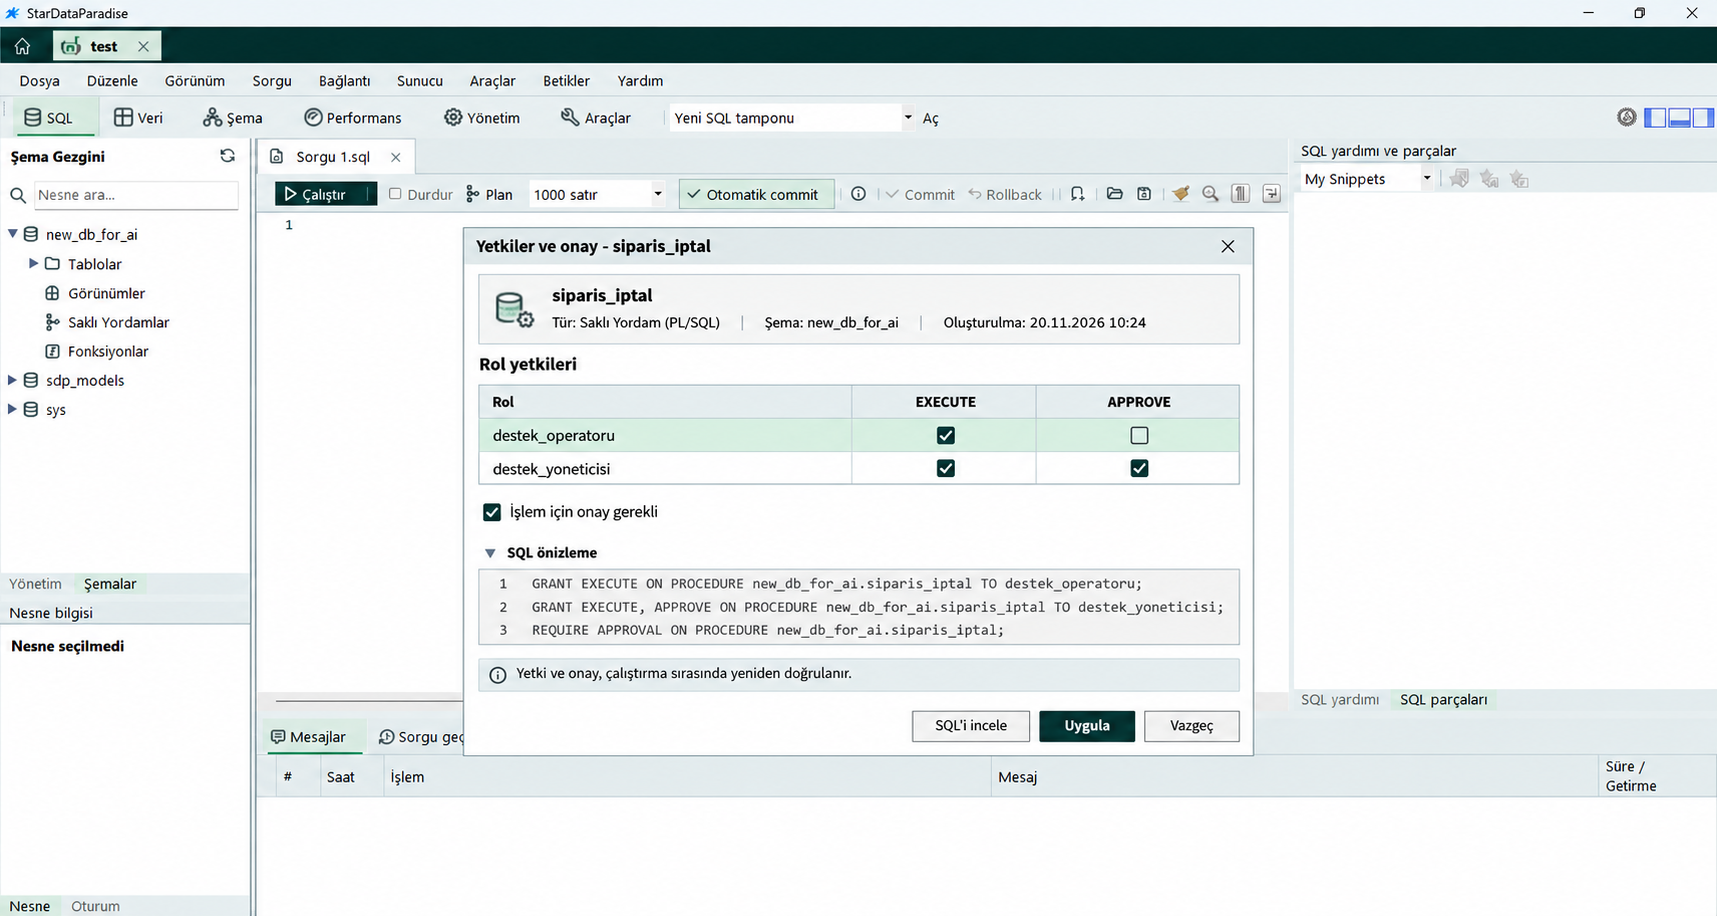 StarDataParadise
test
Dosya Düzenle Görünüm Sorgu Bağlantı Sunucu Araçlar Betikler Yardım
SQL Veri Şema Performans Yönetim Araçlar Yeni SQL tamponu Aç
Şema Gezgini
Nesne ara...
new_db_for_ai
Tablolar
Görünümler
Saklı Yordamlar
Fonksiyonlar
sdp_models
sys
Yönetim Şemalar
Nesne bilgisi
Nesne seçilmedi
Nesne Oturum
Sorgu 1.sql
Çalıştır Durdur Plan 1000 satır Otomatik commit Commit Rollback
1
Yetkiler ve onay - siparis_iptal
siparis_iptal
Tür: Saklı Yordam (PL/SQL) | Şema: new_db_for_ai | Oluşturulma: 20.11.2026 10:24
Rol yetkileri
Rol EXECUTE APPROVE
destek_operatoru
destek_yoneticisi
İşlem için onay gerekli
SQL önizleme
1 GRANT EXECUTE ON PROCEDURE new_db_for_ai.siparis_iptal TO destek_operatoru;
2 GRANT EXECUTE, APPROVE ON PROCEDURE new_db_for_ai.siparis_iptal TO destek_yoneticisi;
3 REQUIRE APPROVAL ON PROCEDURE new_db_for_ai.siparis_iptal;
Yetki ve onay, çalıştırma sırasında yeniden doğrulanır.
SQL'i incele Uygula Vazgeç
Mesajlar Sorgu geç
# Saat İşlem Mesaj Süre /
Getirme
SQL yardımı ve parçalar
My Snippets
SQL yardımı SQL parçaları